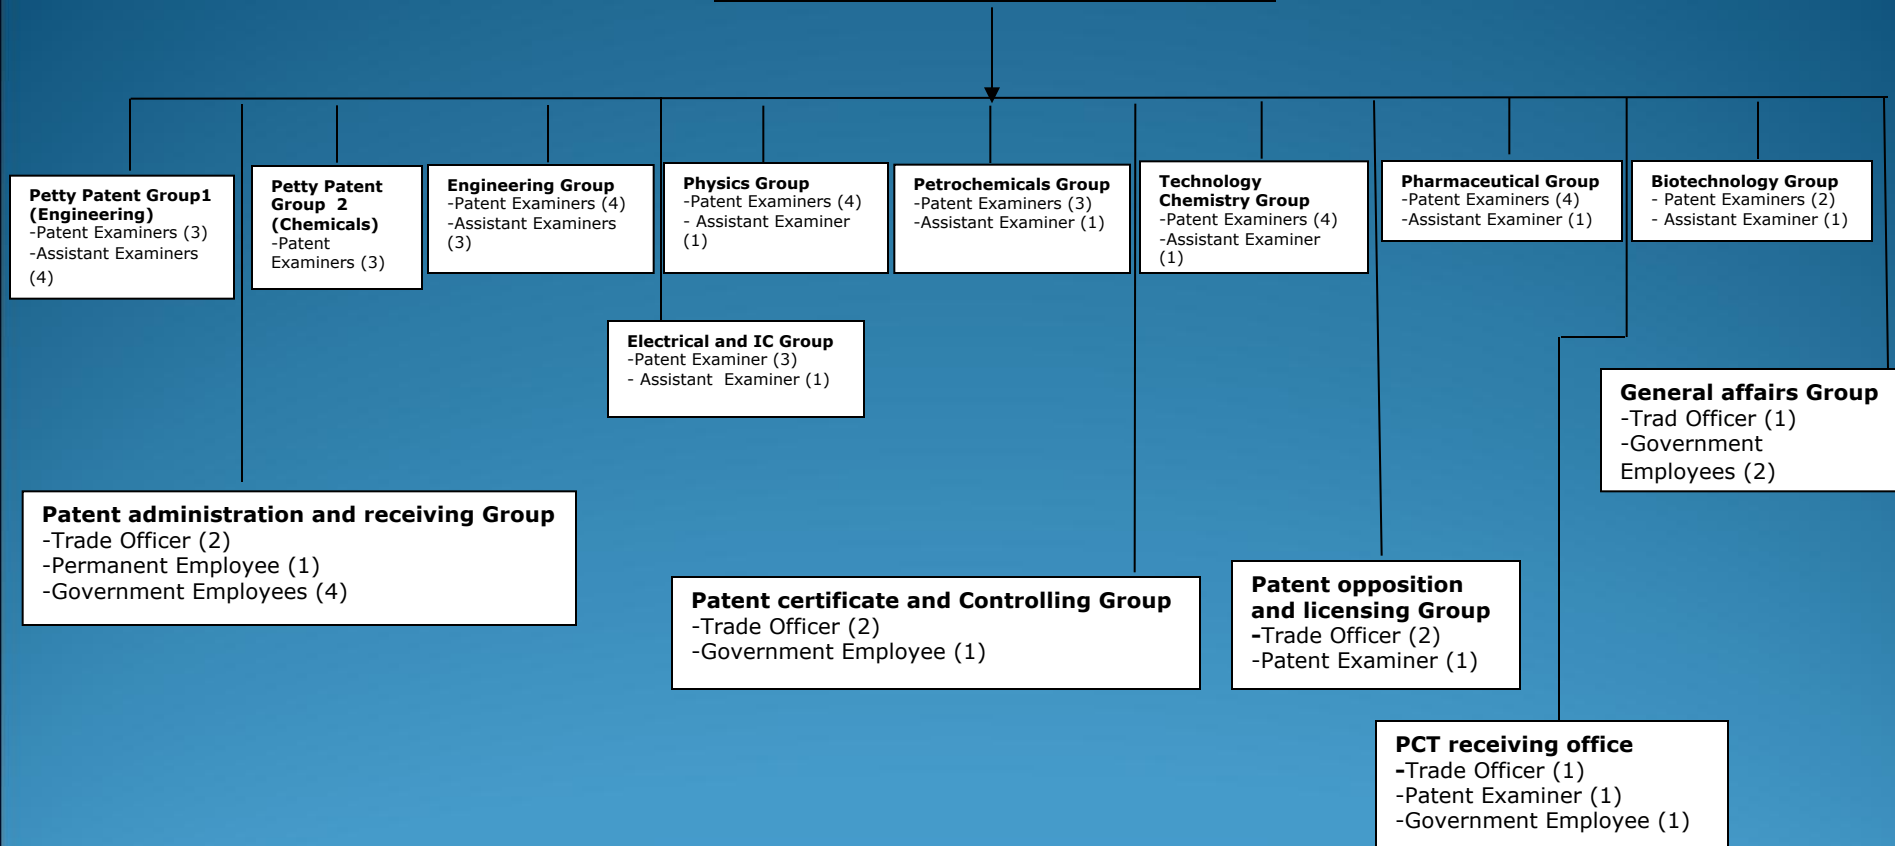 Petty Patent Group1
(Engineering)
-Patent Examiners (3)
-Assistant Examiners
(4)
Petty Patent
Group 2
(Chemicals)
-Patent
Examiners (3)
Engineering Group
-Patent Examiners (4)
-Assistant Examiners
(3)
Physics Group
-Patent Examiners (4)
- Assistant Examiner
(1)
Petrochemicals Group
-Patent Examiners (3)
-Assistant Examiner (1)
Technology
Chemistry Group
-Patent Examiners (4)
-Assistant Examiner
(1)
Pharmaceutical Group
-Patent Examiners (4)
-Assistant Examiner (1)
Biotechnology Group
- Patent Examiners (2)
- Assistant Examiner (1)
Electrical and IC Group
-Patent Examiner (3)
- Assistant Examiner (1)
General affairs Group
-Trad Officer (1)
-Government
Employees (2)
Patent administration and receiving Group
-Trade Officer (2)
-Permanent Employee (1)
-Government Employees (4)
Patent certificate and Controlling Group
-Trade Officer (2)
-Government Employee (1)
Patent opposition
and licensing Group
-Trade Officer (2)
-Patent Examiner (1)
PCT receiving office
-Trade Officer (1)
-Patent Examiner (1)
-Government Employee (1)